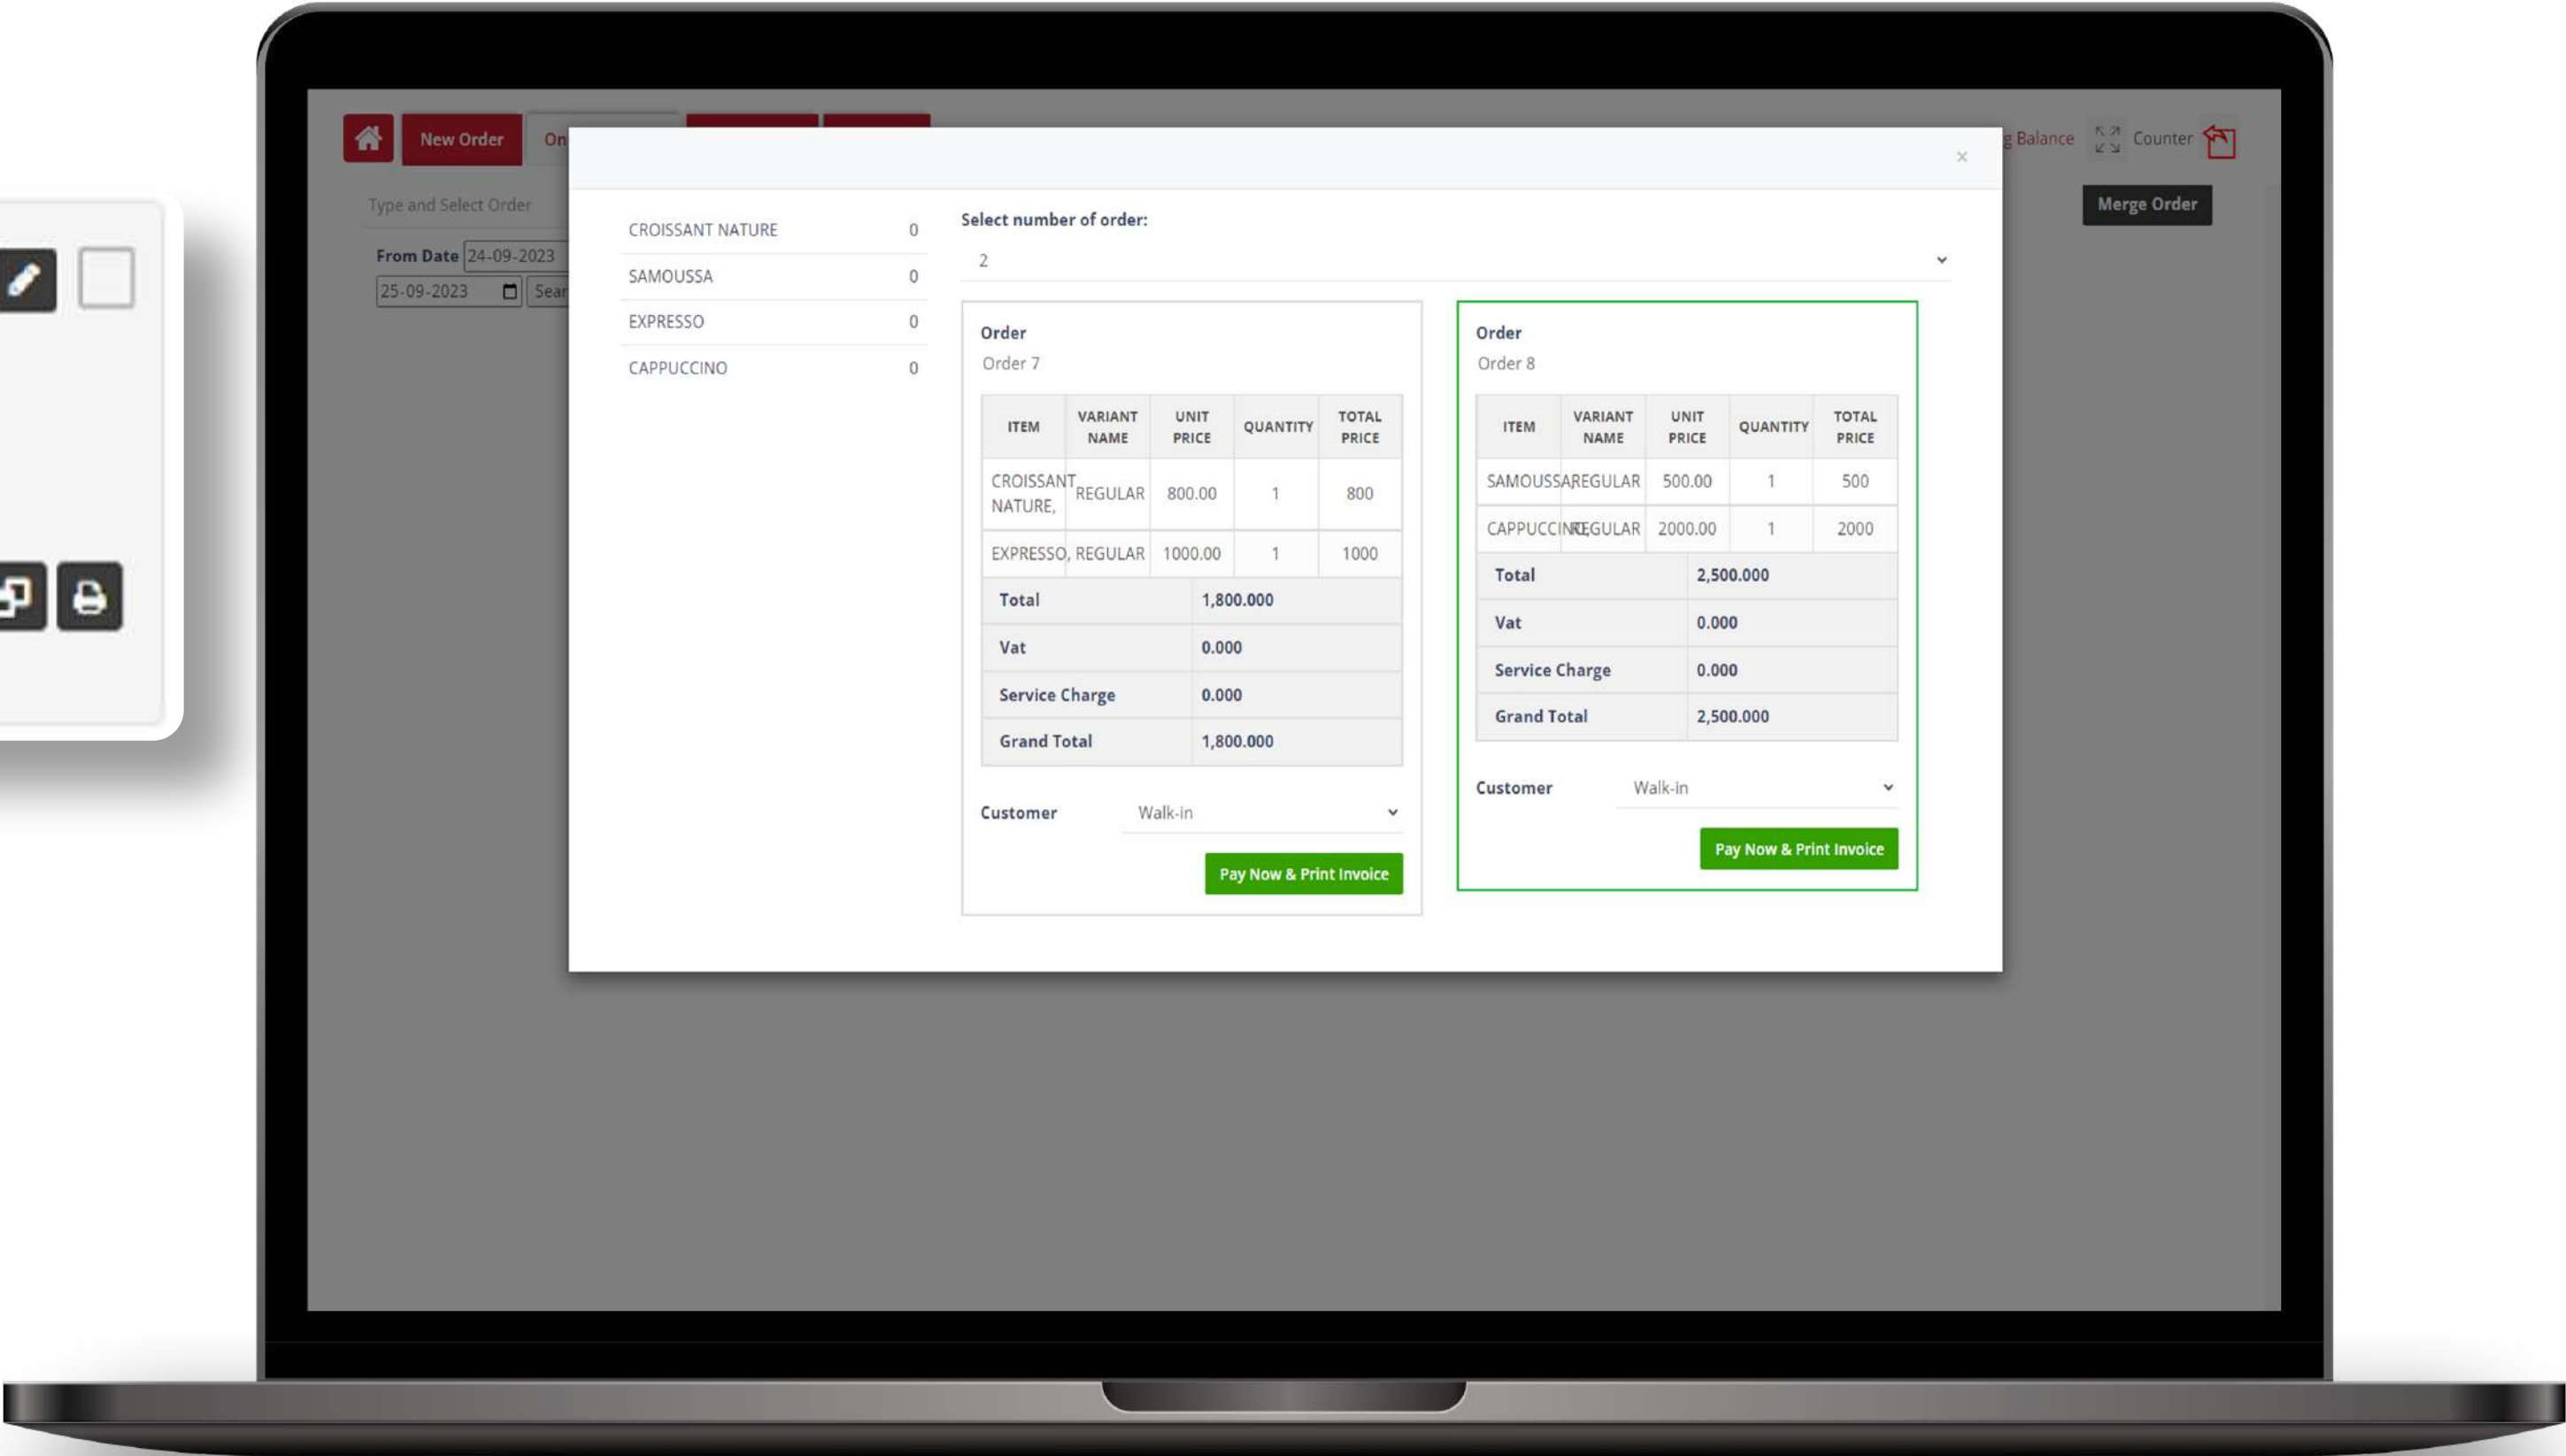 New Order
On
g Balance
Counter
×
Type and Select Order
Merge Order
From Date 24-09-2023
25-09-2023
Sear
CROISSANT NATURE 0
SAMOUSSA 0
EXPRESSO 0
CAPPUCCINO 0
Select number of order:
2
Order
Order 7
ITEM VARIANT NAME UNIT PRICE QUANTITY TOTAL PRICE
CROISSANT NATURE, REGULAR 800.00 1 800
EXPRESSO, REGULAR 1000.00 1 1000
Total 1,800.000
Vat 0.000
Service Charge 0.000
Grand Total 1,800.000
Customer Walk-in
Pay Now & Print Invoice
Order
Order 8
ITEM VARIANT NAME UNIT PRICE QUANTITY TOTAL PRICE
SAMOUSSA, REGULAR 500.00 1 500
CAPPUCCINO, REGULAR 2000.00 1 2000
Total 2,500.000
Vat 0.000
Service Charge 0.000
Grand Total 2,500.000
Customer Walk-in
Pay Now & Print Invoice